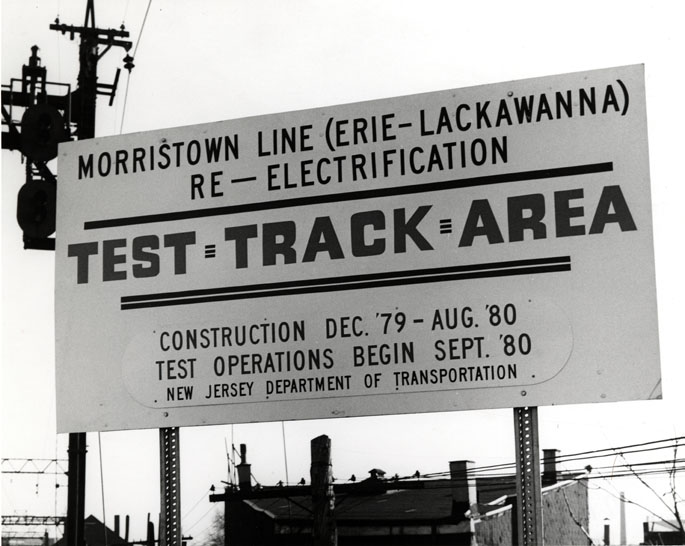 MORRISTOWN LINE (ERIE-LACKAWANNA)
RE-ELECTRIFICATION
TEST TRACK AREA
CONSTRUCTION DEC. '79 - AUG. '80
TEST OPERATIONS BEGIN SEPT. '80
NEW JERSEY DEPARTMENT OF TRANSPORTATION